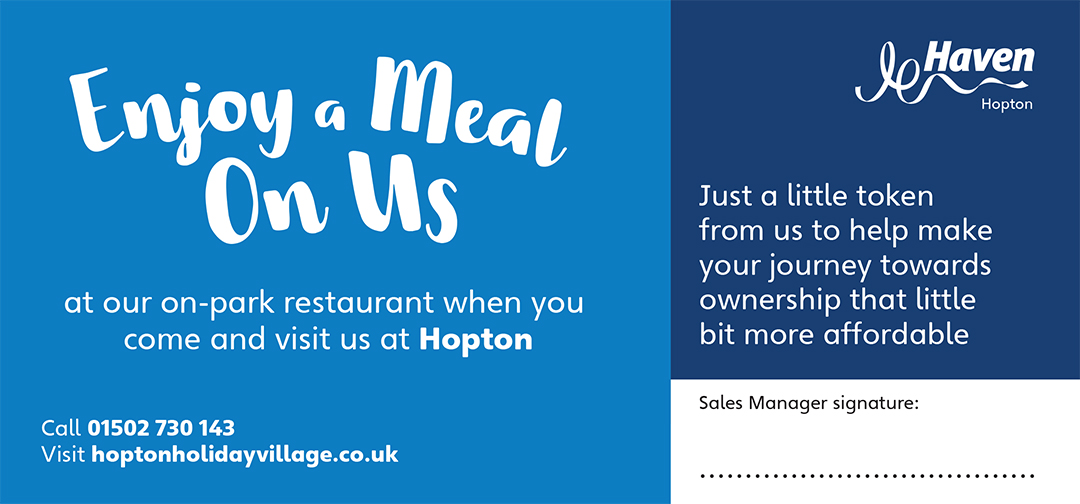 Enjoy a Meal
On Us
at our on-park restaurant when you
come and visit us at Hopton
Call 01502 730 143
Visit hoptonholidayvillage.co.uk
Haven
Hopton
Just a little token
from us to help make
your journey towards
ownership that little
bit more affordable
Sales Manager signature: